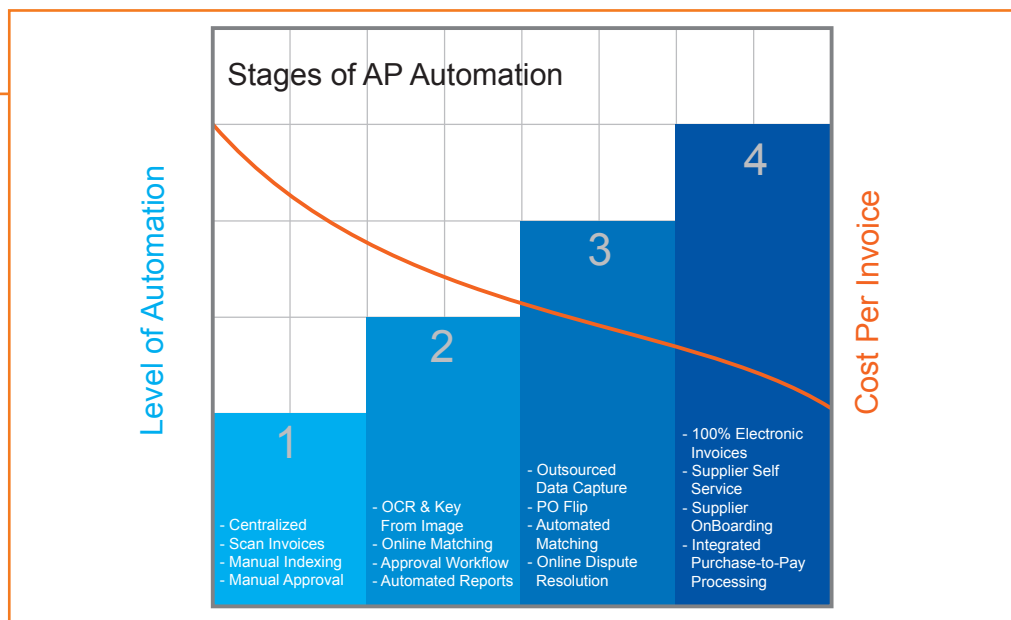 Stages of AP Automation
Level of Automation
Cost Per Invoice
1
- Centralized
- Scan Invoices
- Manual Indexing
- Manual Approval
2
- OCR & Key
From Image
- Online Matching
- Approval Workflow
- Automated Reports
3
- Outsourced
Data Capture
- PO Flip
- Automated
Matching
- Online Dispute
Resolution
4
- 100% Electronic
Invoices
- Supplier Self
Service
- Supplier
OnBoarding
- Integrated
Purchase-to-Pay
Processing